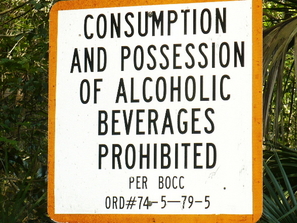 CONSUMPTION
AND POSSESSION
OF ALCOHOLIC
BEVERAGES
PROHIBITED
PER BOCC
ORD#74-5-79-5